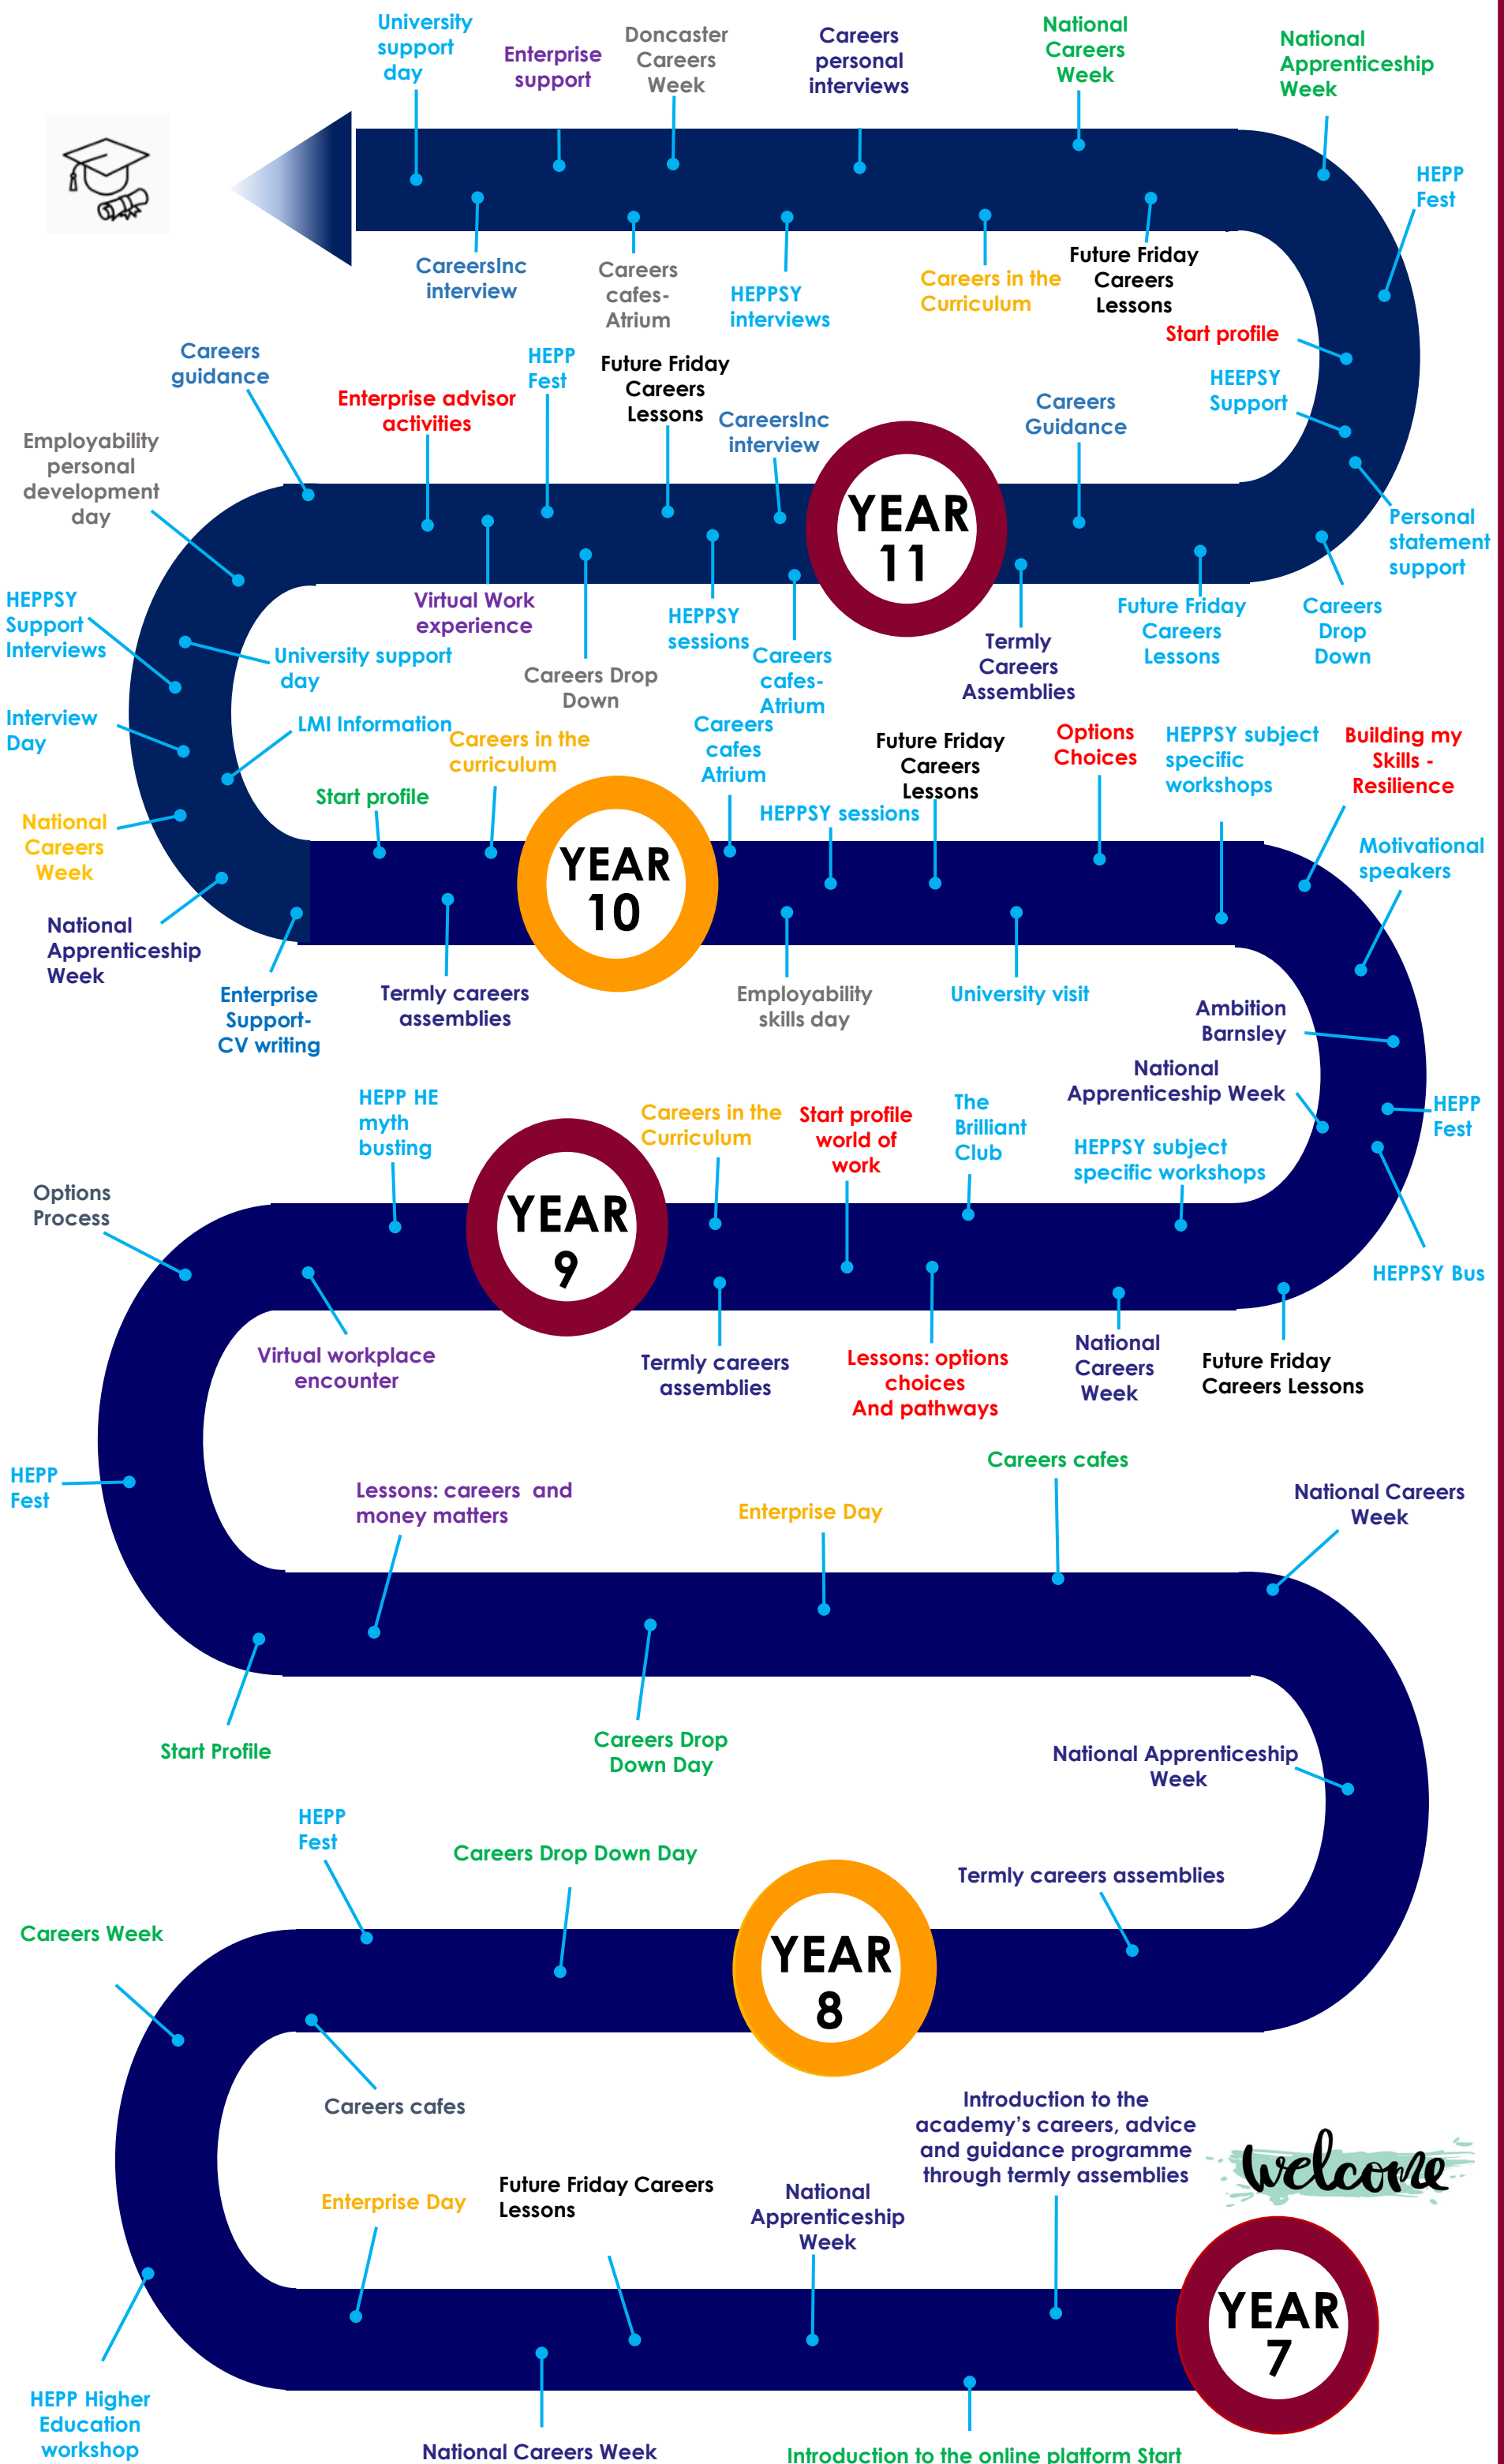 University
support
day
Enterprise
support
Doncaster
Careers
Week
Careers
personal
interviews
National
Careers
Week
National
Apprenticeship
Week
HEPP
Fest
CareersInc
interview
Careers
cafes-
Atrium
HEPPSY
interviews
Careers in the
Curriculum
Future Friday
Careers
Lessons
Start profile
HEEPSY
Support
Personal
statement
support
Careers
guidance
Enterprise advisor
activities
HEPP
Fest
Future Friday
Careers
Lessons
CareersInc
interview
YEAR
11
Careers
Guidance
Employability
personal
development
day
Virtual Work
experience
Careers Drop
Down
HEPPSY
sessions
Careers
cafes-
Atrium
Termly
Careers
Assemblies
Future Friday
Careers
Lessons
Careers
Drop
Down
HEPPSY
Support
Interviews
University support
day
Interview
Day
LMI Information
National
Careers
Week
National
Apprenticeship
Week
Enterprise
Support-
CV writing
Start profile
Careers in the
curriculum
Termly careers
assemblies
YEAR
10
Careers
cafes
Atrium
HEPPSY sessions
Future Friday
Careers
Lessons
Options
Choices
HEPPSY subject
specific
workshops
Building my
Skills -
Resilience
Motivational
speakers
Employability
skills day
University visit
Ambition
Barnsley
National
Apprenticeship Week
HEPP
Fest
HEPPSY Bus
HEPP HE
myth
busting
YEAR
9
Careers in the
Curriculum
Start profile
world of
work
The
Brilliant
Club
HEPPSY subject
specific workshops
Options
Process
Virtual workplace
encounter
Termly careers
assemblies
Lessons: options
choices
And pathways
National
Careers
Week
Future Friday
Careers Lessons
HEPP
Fest
Lessons: careers and
money matters
Enterprise Day
Careers cafes
National Careers
Week
Start Profile
Careers Drop
Down Day
National Apprenticeship
Week
HEPP
Fest
Careers Drop Down Day
YEAR
8
Termly careers assemblies
Careers Week
Careers cafes
Introduction to the
academy’s careers, advice
and guidance programme
through termly assemblies
welcome
Enterprise Day
Future Friday Careers
Lessons
National
Apprenticeship
Week
YEAR
7
HEPP Higher
Education
workshop
National Careers Week
Introduction to the online platform Start